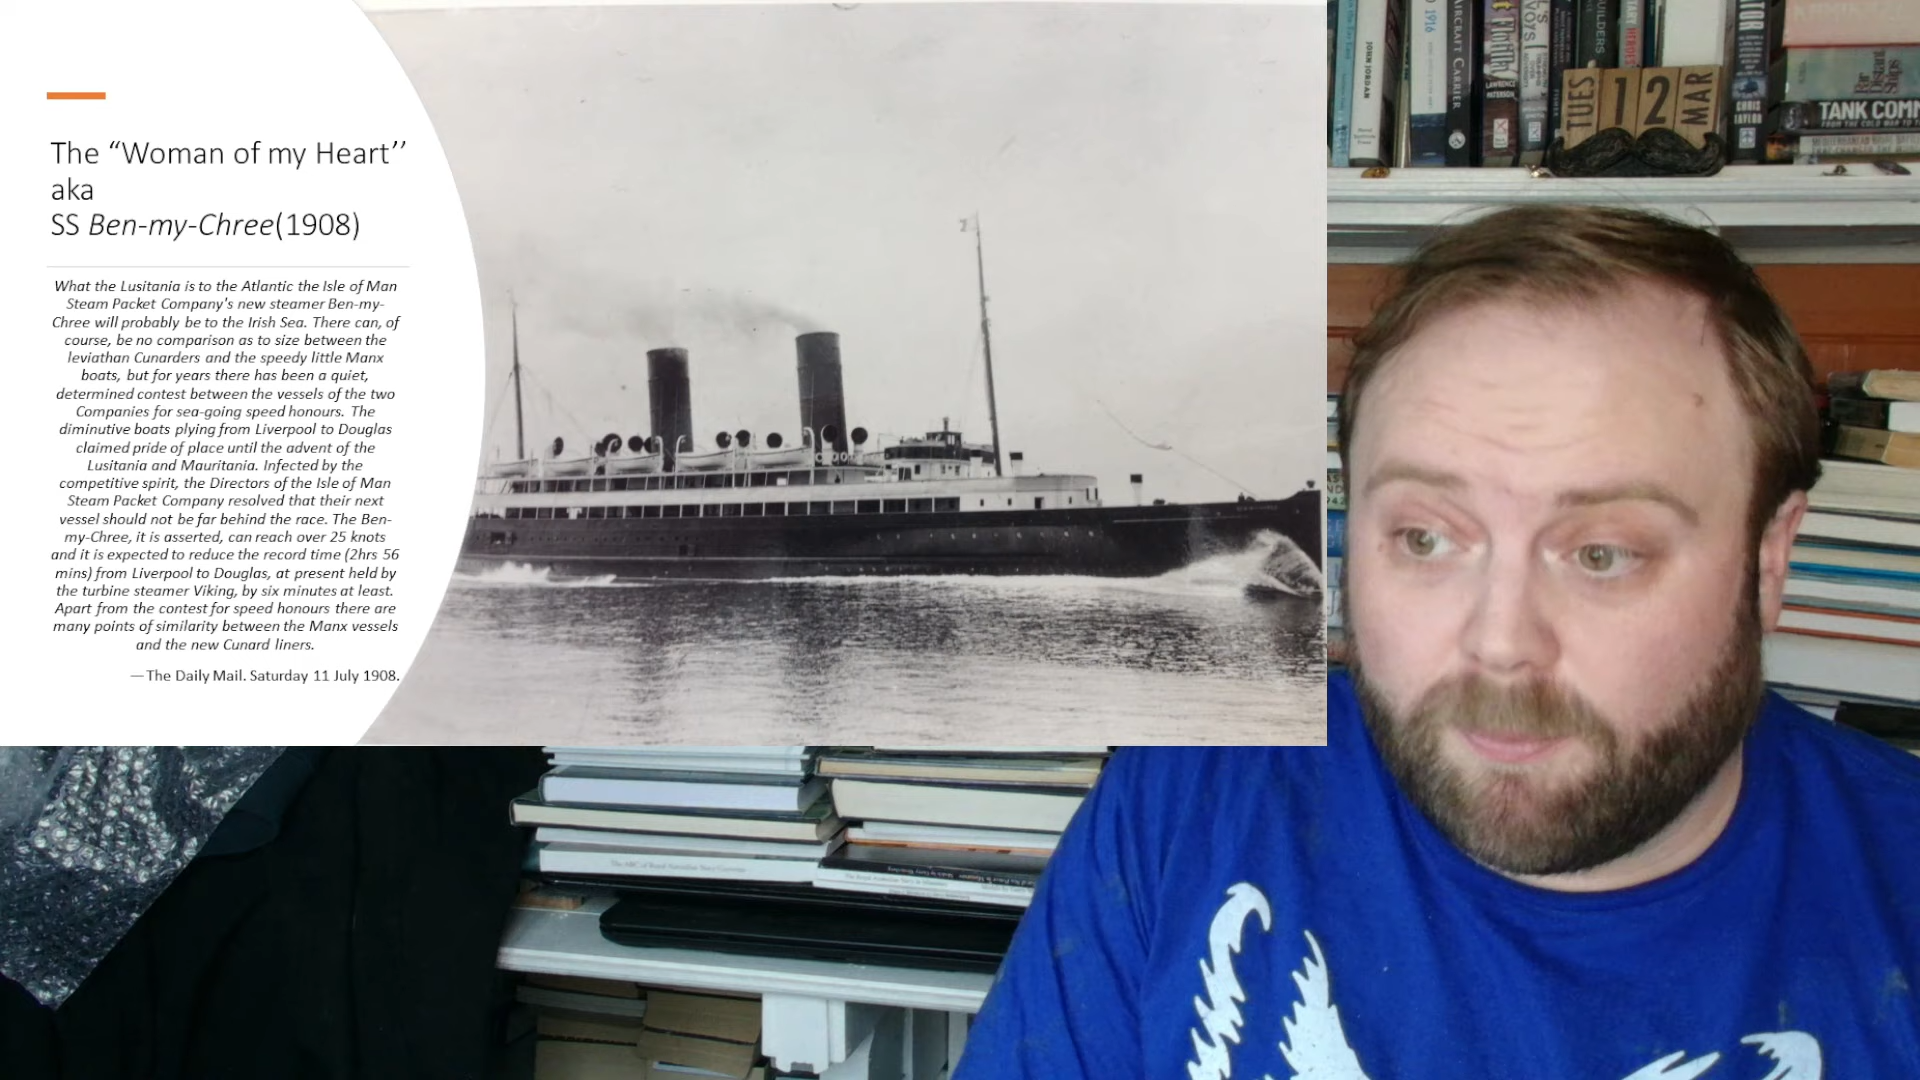 The “Woman of my Heart’’
aka
SS Ben-my-Chree(1908)
What the Lusitania is to the Atlantic the Isle of Man
Steam Packet Company's new steamer Ben-my-
Chree will probably be to the Irish Sea. There can, of
course, be no comparison as to size between the
leviathan Cunarders and the speedy little Manx
boats, but for years there has been a quiet,
determined contest between the vessels of the two
Companies for sea-going speed honours. The
diminutive boats plying from Liverpool to Douglas
claimed pride of place until the advent of the
Lusitania and Mauritania. Infected by the
competitive spirit, the Directors of the Isle of Man
Steam Packet Company resolved that their next
vessel should not be far behind the race. The Ben-
my-Chree, it is asserted, can reach over 25 knots
and it is expected to reduce the record time (2hrs 56
mins) from Liverpool to Douglas, at present held by
the turbine steamer Viking, by six minutes at least.
Apart from the contest for speed honours there are
many points of similarity between the Manx vessels
and the new Cunard liners.
—The Daily Mail. Saturday 11 July 1908.
JOHN JORDAN
1916
AIRCRAFT CARRIER
LAWRENCE
PATERSON
BUILDERS
HEROES
TUES
12
MAR
CHRIS
TAYLOR
TANK COMM